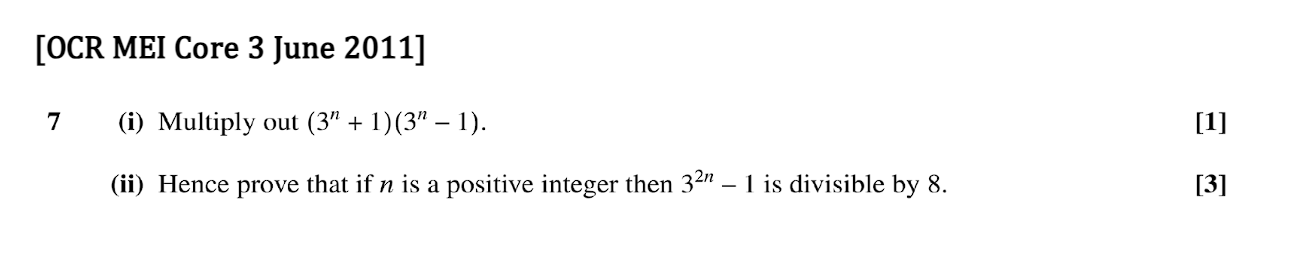 [OCR MEI Core 3 June 2011]
7 (i) Multiply out (3ⁿ + 1)(3ⁿ – 1). [1]
(ii) Hence prove that if n is a positive integer then 3²ⁿ – 1 is divisible by 8. [3]